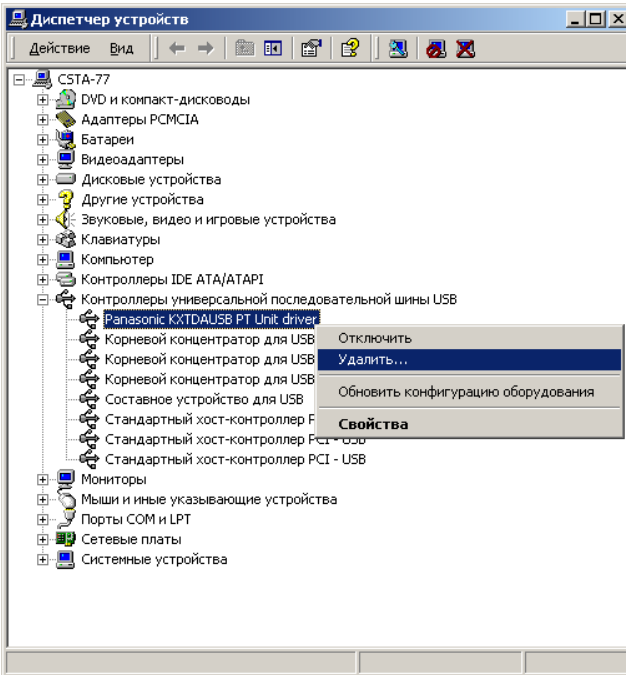 Диспетчер устройств
Действие Вид
CSTA-77
DVD и компакт-дисководы
Адаптеры PCMCIA
Батареи
Видеоадаптеры
Дисковые устройства
Другие устройства
Звуковые, видео и игровые устройства
Клавиатуры
Компьютер
Контроллеры IDE ATA/ATAPI
Контроллеры универсальной последовательной шины USB
Panasonic KXTDAUSB PT Unit driver
Корневой концентратор для USB
Отключить
Корневой концентратор для USB
Удалить...
Корневой концентратор для USB
Обновить конфигурацию оборудования
Составное устройство для USB
Стандартный хост-контроллер P
Свойства
Стандартный хост-контроллер PCI - USB
Стандартный хост-контроллер PCI - USB
Мониторы
Мыши и иные указывающие устройства
Порты COM и LPT
Сетевые платы
Системные устройства